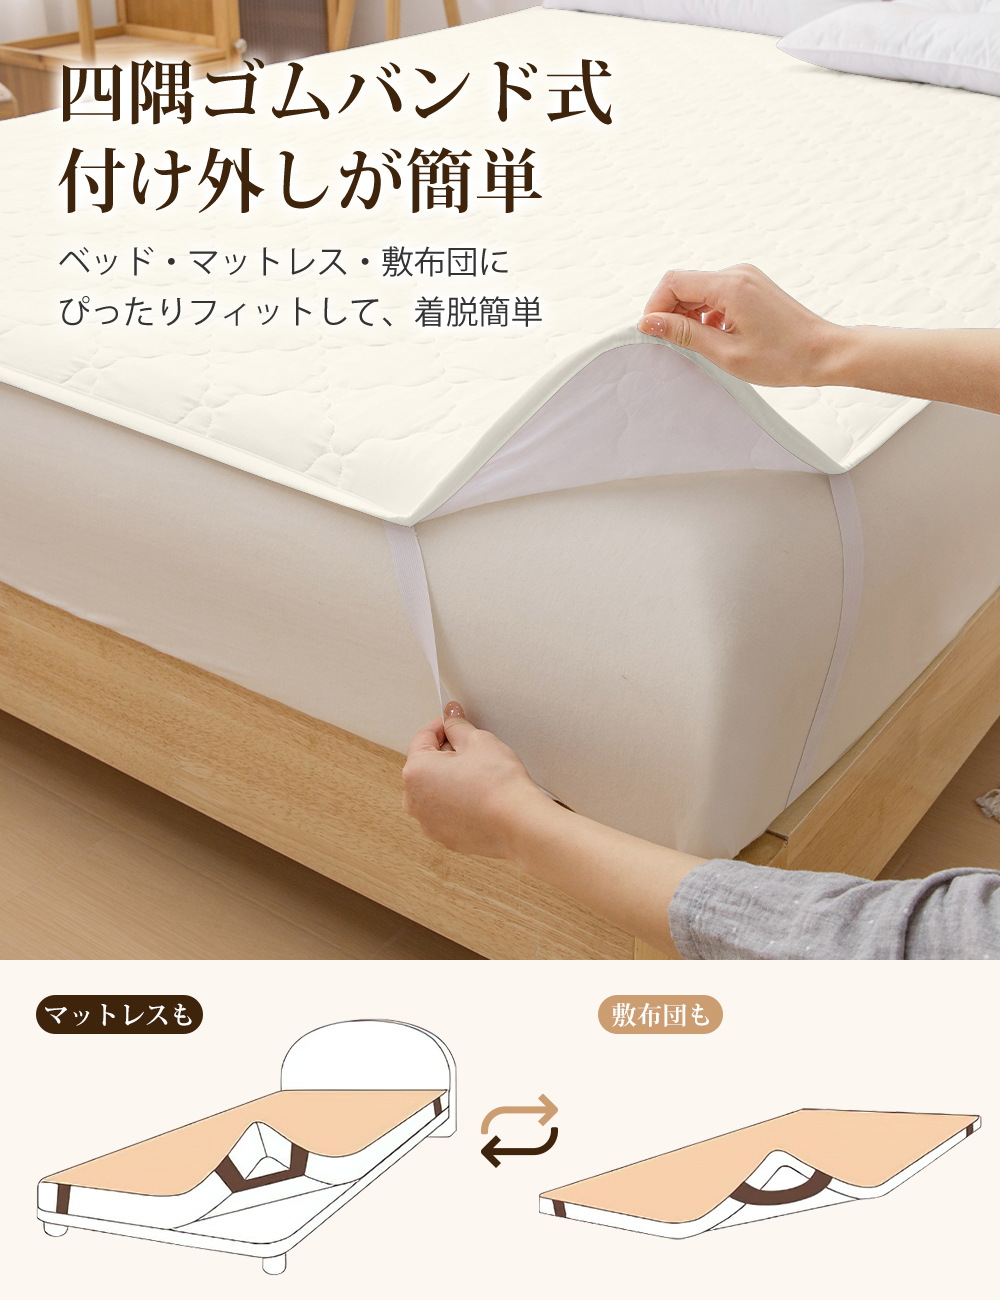 四隅ゴムバンド式
付け外しが簡単
ベッド・マットレス・敷布団に
ぴったりフィットして、着脱簡単
マットレスも
敷布団も